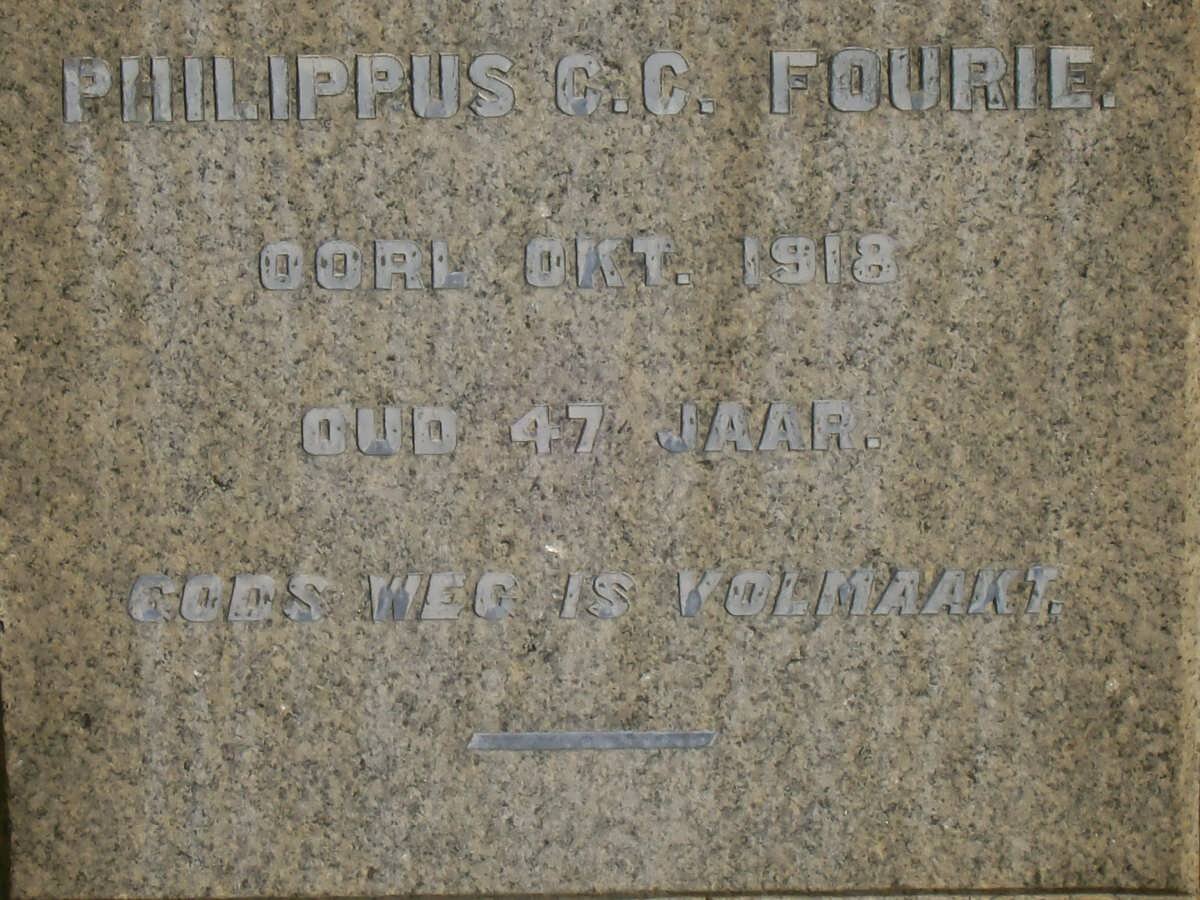 PHILIPPUS C.C. FOURIE.
OORL OKT. 1918
OUD 47 JAAR.
GODS WEG IS VOLMAAKT.